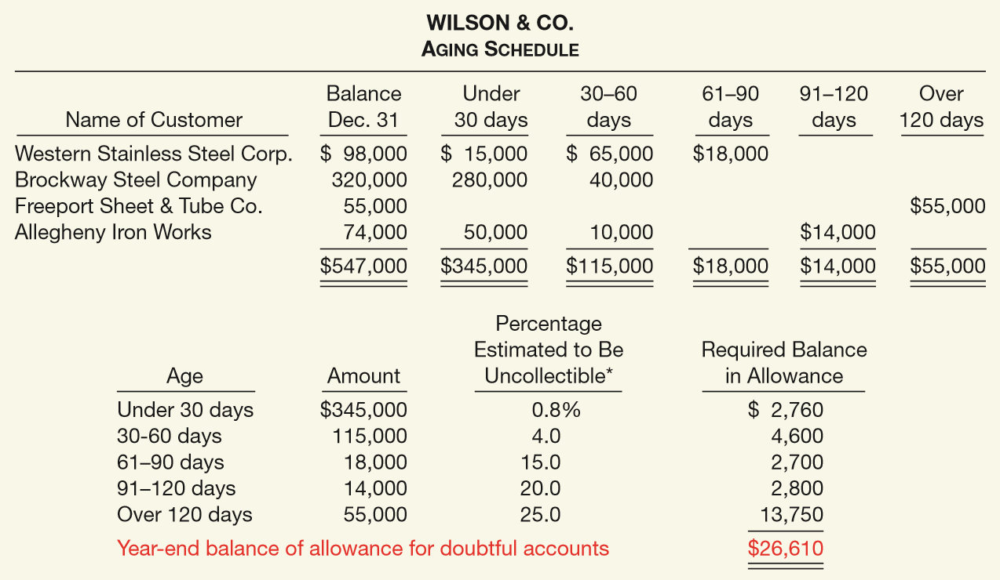 WILSON & CO.
AGING SCHEDULE
Balance Under 30–60 61–90 91–120 Over
Name of Customer Dec. 31 30 days days days days 120 days
Western Stainless Steel Corp. $ 98,000 $ 15,000 $ 65,000 $18,000
Brockway Steel Company 320,000 280,000 40,000
Freeport Sheet & Tube Co. 55,000 $55,000
Allegheny Iron Works 74,000 50,000 10,000 $14,000
$547,000 $345,000 $115,000 $18,000 $14,000 $55,000
Percentage
Estimated to Be Required Balance
Age Amount Uncollectible* in Allowance
Under 30 days $345,000 0.8% $ 2,760
30-60 days 115,000 4.0 4,600
61–90 days 18,000 15.0 2,700
91–120 days 14,000 20.0 2,800
Over 120 days 55,000 25.0 13,750
Year-end balance of allowance for doubtful accounts $26,610